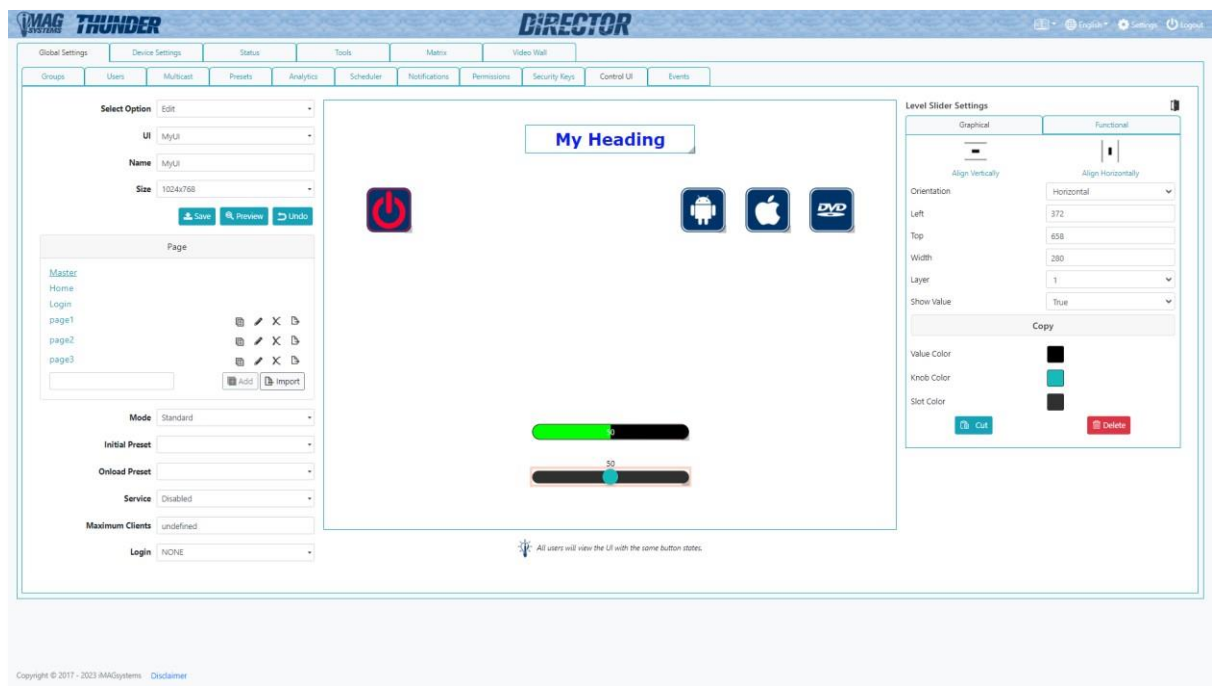 iMAG SYSTEMS THUNDER DiRECTOR English Settings Logout
Global Settings Device Settings Status Tools Matrix Video Wall
Groups Users Multicast Presets Analytics Scheduler Notifications Permissions Security Keys Control UI Events
Select Option Edit
UI MyUI
Name MyUI
Size 1024x768
Save Preview Undo
Page
Master
Home
Login
page1
page2
page3
Add Import
Mode Standard
Initial Preset
Onload Preset
Service Disabled
Maximum Clients undefined
Login NONE
My Heading
DVD
50
50
All users will view the UI with the same button states.
Level Slider Settings
Graphical Functional
Align Vertically Align Horizontally
Orientation Horizontal
Left 372
Top 658
Width 280
Layer 1
Show Value True
Copy
Value Color
Knob Color
Slot Color
Cut Delete
Copyright © 2017 - 2023 iMAGsystems Disclaimer